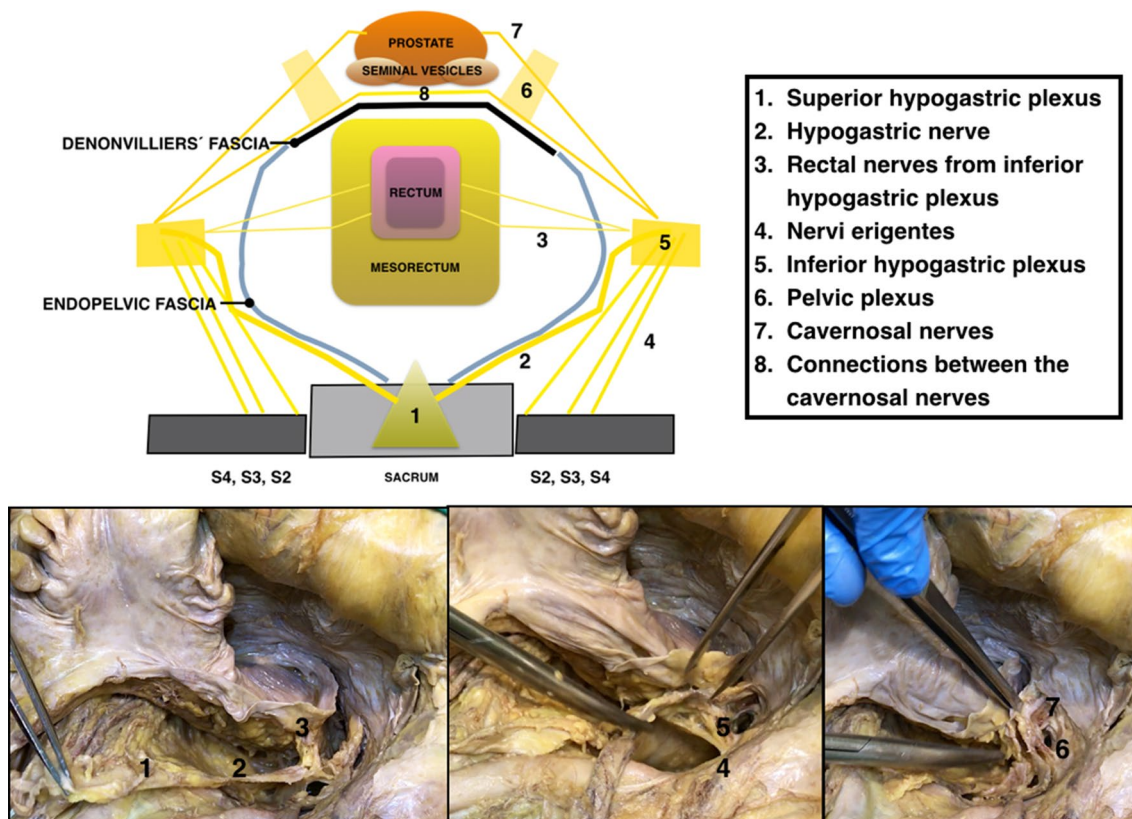 7
PROSTATE
SEMINAL VESICLES
8
6
DENONVILLIERS´ FASCIA
RECTUM
3
5
MESORECTUM
ENDOPELVIC FASCIA
2
4
1
S4, S3, S2
SACRUM
S2, S3, S4
1. Superior hypogastric plexus
2. Hypogastric nerve
3. Rectal nerves from inferior
hypogastric plexus
4. Nervi erigentes
5. Inferior hypogastric plexus
6. Pelvic plexus
7. Cavernosal nerves
8. Connections between the
cavernosal nerves
3
1
2
5
4
7
6